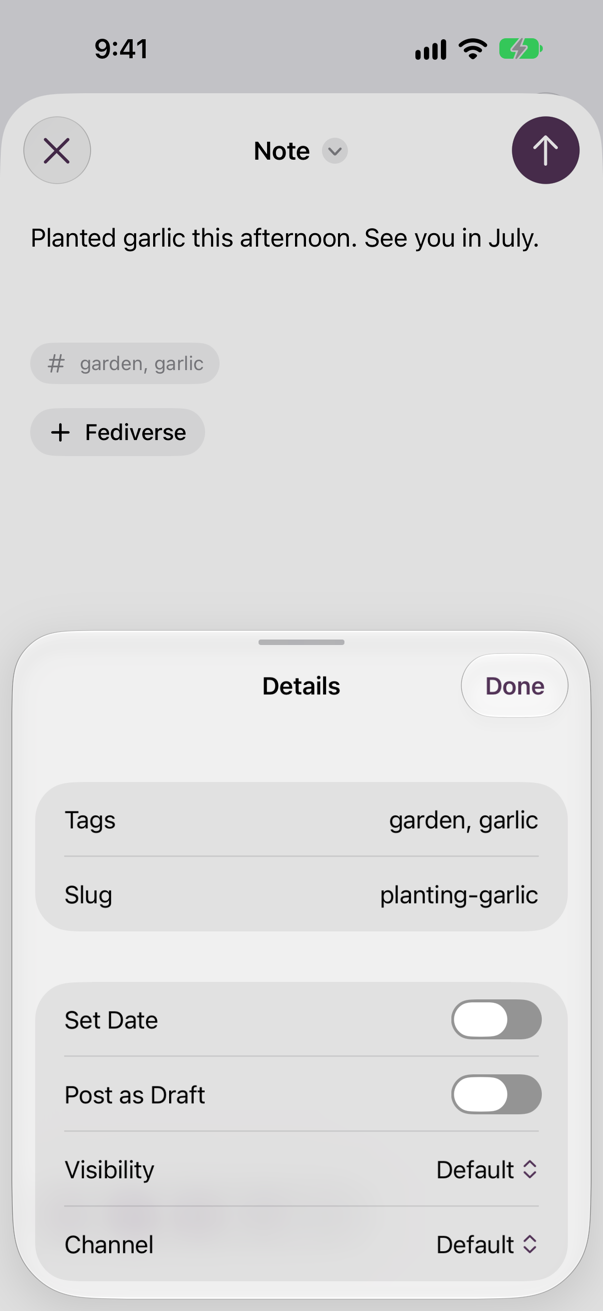 9:41
Note
Planted garlic this afternoon. See you in July.
# garden, garlic
+ Fediverse
Details
Done
Tags garden, garlic
Slug planting-garlic
Set Date
Post as Draft
Visibility Default
Channel Default